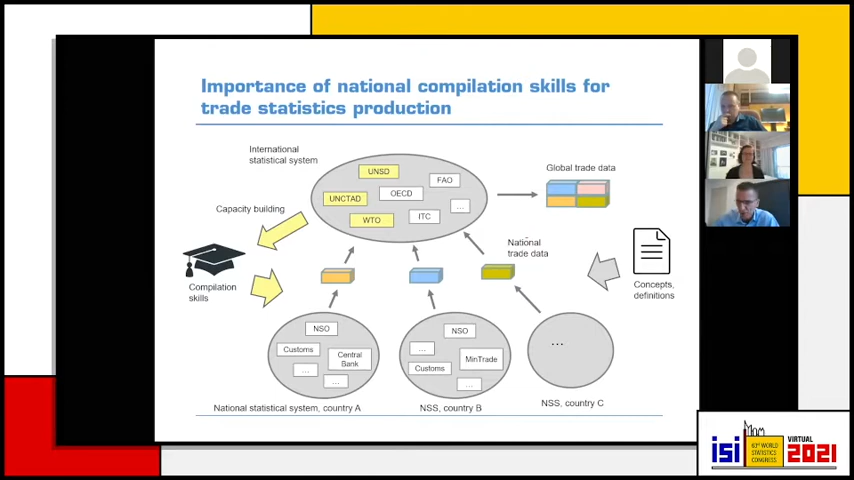 Importance of national compilation skills for
trade statistics production
International
statistical system
UNSD
FAO
OECD
UNCTAD
WTO
ITC
...
Global trade data
Capacity building
National
trade data
Compilation
skills
Concepts,
definitions
NSO
Customs
Central
Bank
...
...
NSO
...
MinTrade
Customs
...
...
National statistical system, country A
NSS, country B
NSS, country C
isi
63rd WORLD
STATISTICS
CONGRESS
VIRTUAL
2021